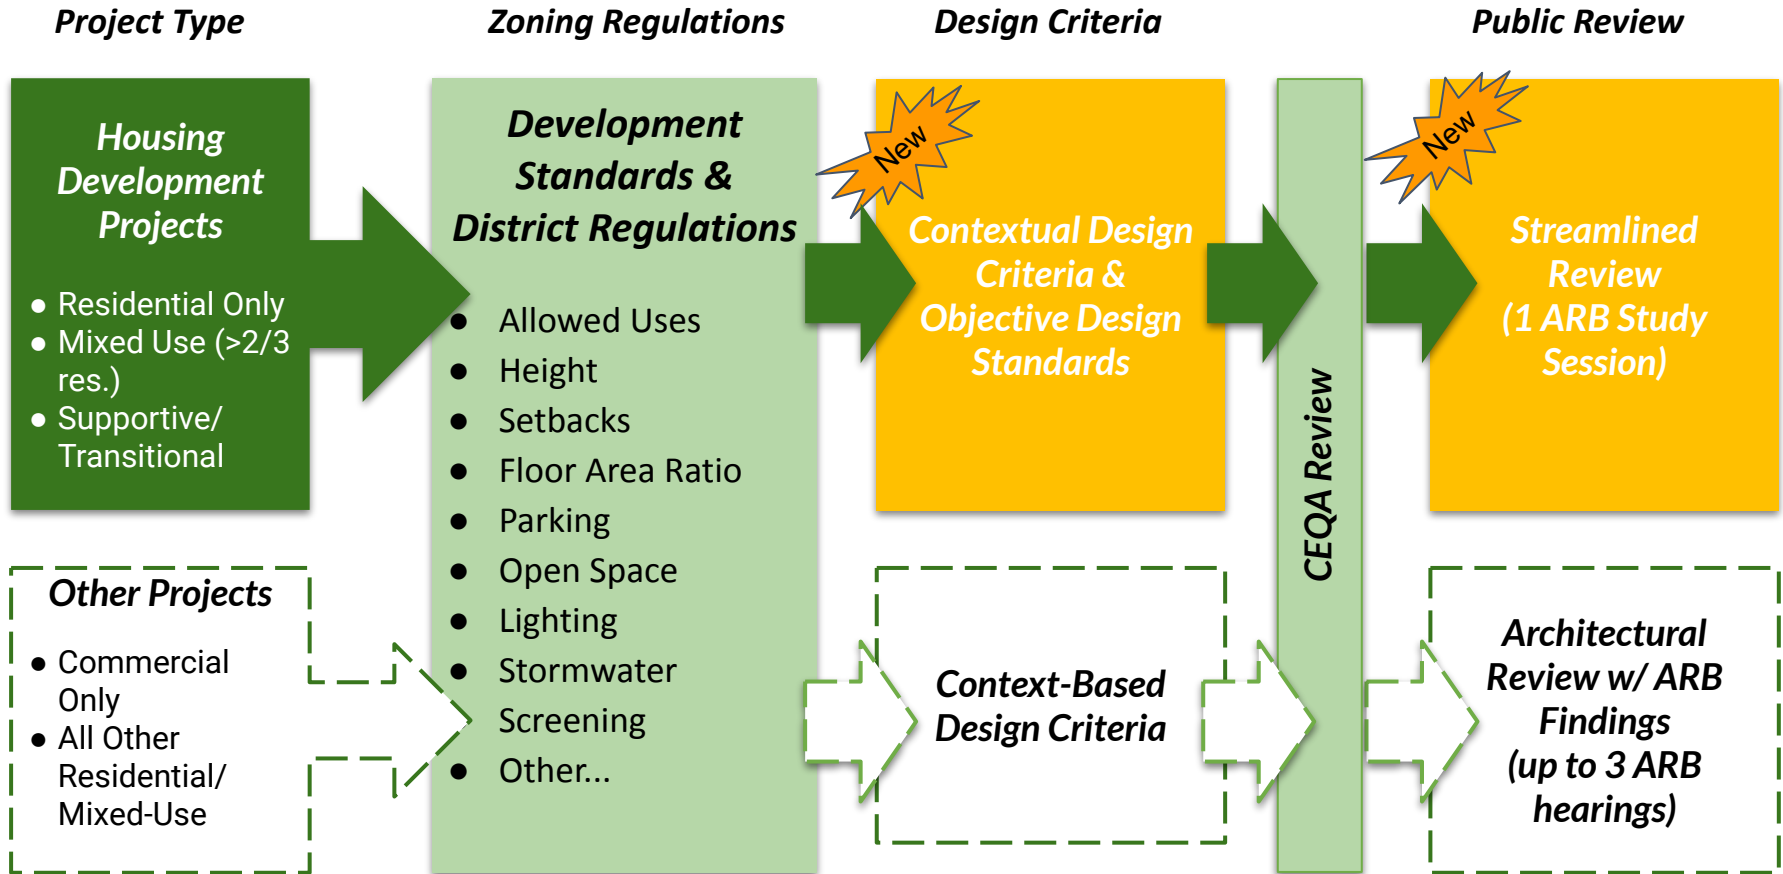 Project Type
Zoning Regulations
Design Criteria
Public Review
Housing
Development
Projects
● Residential Only
● Mixed Use (>2/3
res.)
● Supportive/
Transitional
Development
Standards &
District Regulations
● Allowed Uses
● Height
● Setbacks
● Floor Area Ratio
● Parking
● Open Space
● Lighting
● Stormwater
● Screening
● Other...
New
Contextual Design
Criteria &
Objective Design
Standards
CEQA Review
New
Streamlined
Review
(1 ARB Study
Session)
Other Projects
● Commercial
Only
● All Other
Residential/
Mixed-Use
Context-Based
Design Criteria
Architectural
Review w/ ARB
Findings
(up to 3 ARB
hearings)